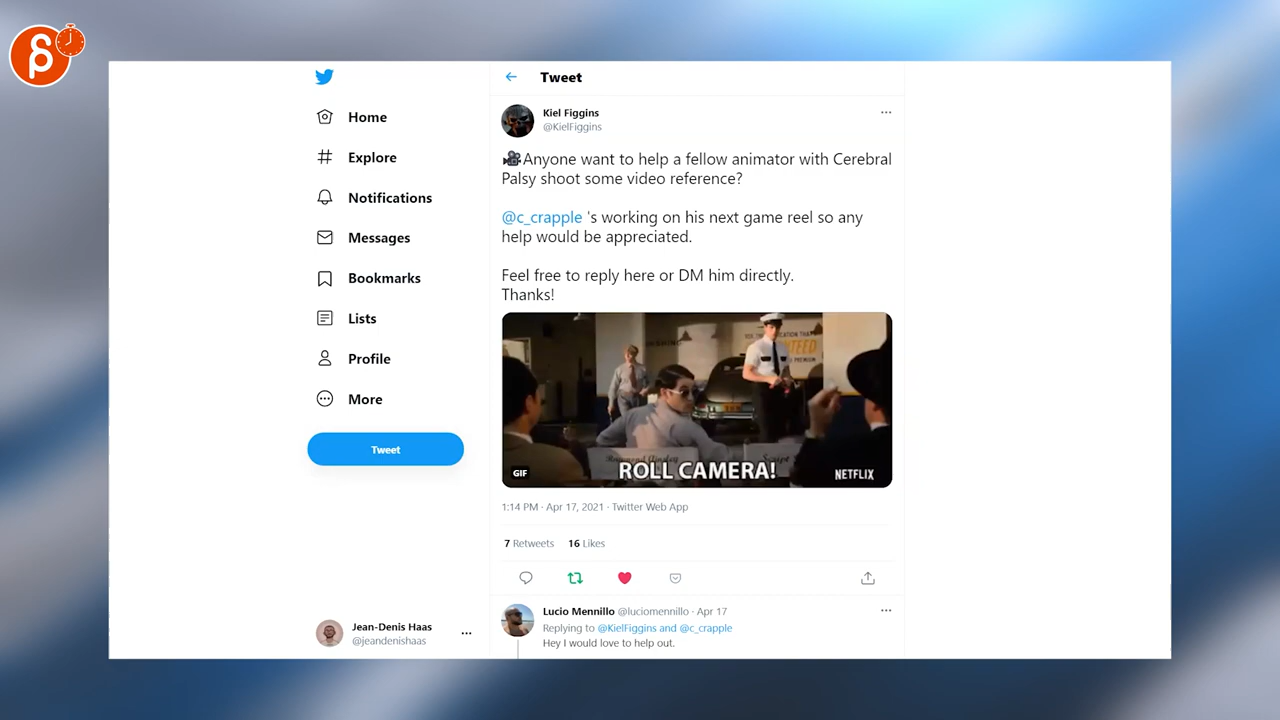 Tweet
Kiel Figgins
@KielFiggins
Home
Explore
Notifications
Messages
Bookmarks
Lists
Profile
More
Tweet
🎥Anyone want to help a fellow animator with Cerebral
Palsy shoot some video reference?
@c_crapple 's working on his next game reel so any
help would be appreciated.
Feel free to reply here or DM him directly.
Thanks!
GIF
ROLL CAMERA!
NETFLIX
1:14 PM · Apr 17, 2021 · Twitter Web App
7 Retweets 16 Likes
Lucio Mennillo @luciomennillo · Apr 17
Replying to @KielFiggins and @c_crapple
Hey I would love to help out.
Jean-Denis Haas
@jeandenishaas